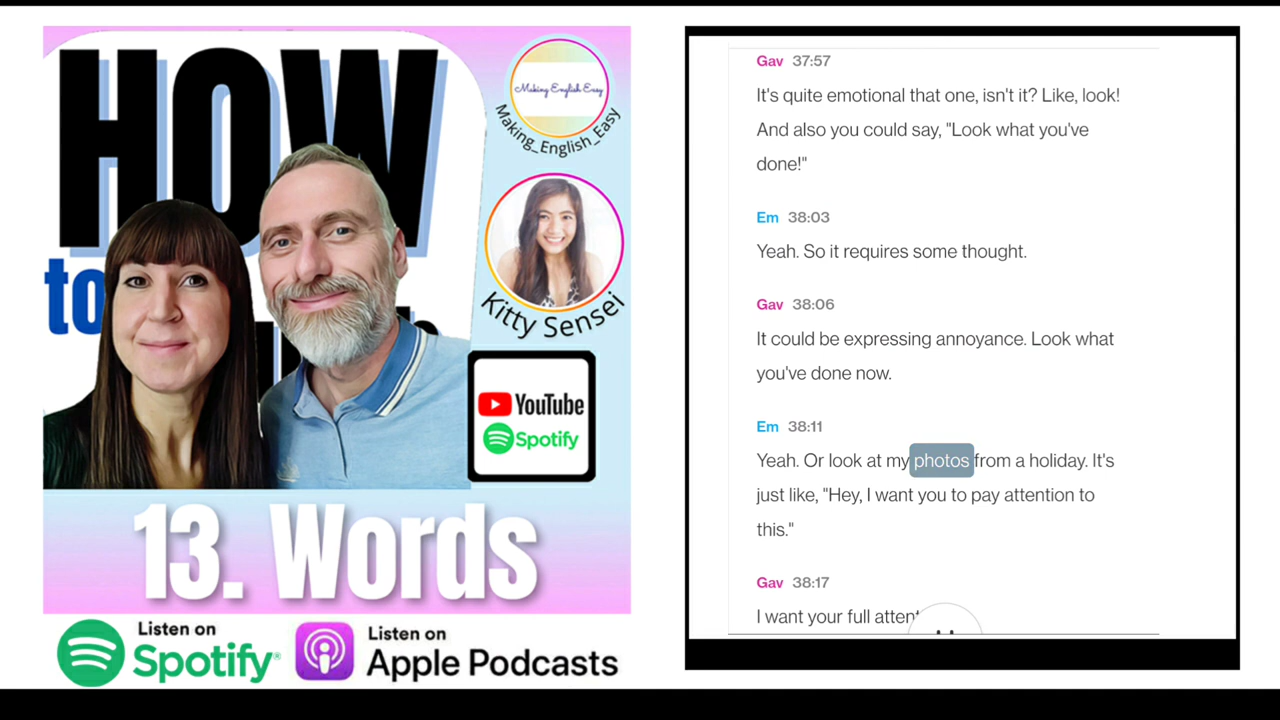 HOW
to
Making English Easy
Making_English_Easy
Kitty Sensei
YouTube
Spotify
13. Words
Listen on
Spotify
Listen on
Apple Podcasts
Gav 37:57
It's quite emotional that one, isn't it? Like, look!
And also you could say, "Look what you've
done!"
Em 38:03
Yeah. So it requires some thought.
Gav 38:06
It could be expressing annoyance. Look what
you've done now.
Em 38:11
Yeah. Or look at my photos from a holiday. It's
just like, "Hey, I want you to pay attention to
this."
Gav 38:17
I want your full atten